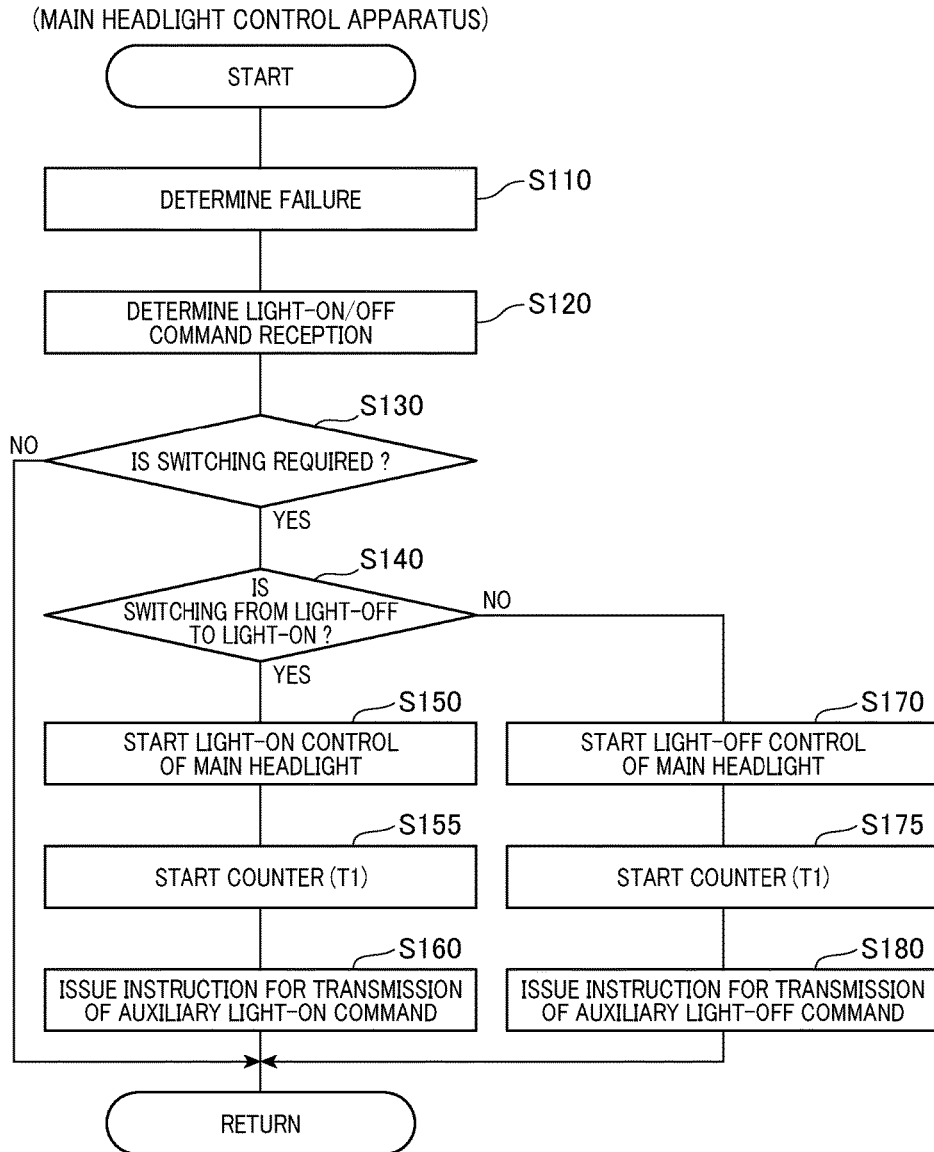 (MAIN HEADLIGHT CONTROL APPARATUS)
START
DETERMINE FAILURE
S110
DETERMINE LIGHT-ON/OFF
COMMAND RECEPTION
S120
S130
NO
IS SWITCHING REQUIRED ?
YES
S140
IS
SWITCHING FROM LIGHT-OFF
TO LIGHT-ON ?
NO
YES
S150
START LIGHT-ON CONTROL
OF MAIN HEADLIGHT
S170
START LIGHT-OFF CONTROL
OF MAIN HEADLIGHT
S155
START COUNTER (T1)
S175
START COUNTER (T1)
S160
ISSUE INSTRUCTION FOR TRANSMISSION
OF AUXILIARY LIGHT-ON COMMAND
S180
ISSUE INSTRUCTION FOR TRANSMISSION
OF AUXILIARY LIGHT-OFF COMMAND
RETURN